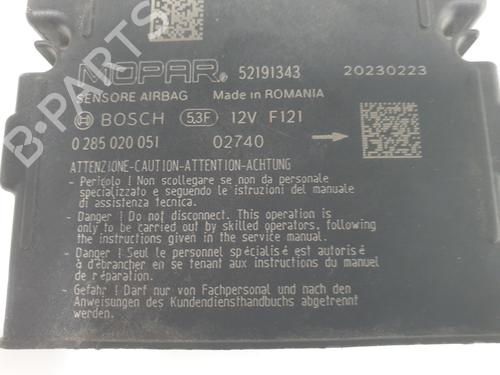 MOPAR® 52191343 20230223
SENSORE AIRBAG Made in ROMANIA
BOSCH 5.3F 12V F121
0 285 020 051 02740
ATTENZIONE-CAUTION-ATTENTION-ACHTUNG
- Pericolo ! Non scollegare se non da personale
specializzato e seguendo le istruzioni del manuale
di assistenza tecnica.
- Danger ! Do not disconnect. This operation is
only to be carried out by skilled operators, following
the instructions given in the service manual.
- Danger ! Seul le personnel spécialisé est autorisé
à débrancher en se tenant aux instructions du manuel
de réparation.
- Gefahr ! Darf nur von Fachpersonal und nach den
Anweisungen des Kundendiensthandbuchs abgetrennt
werden.